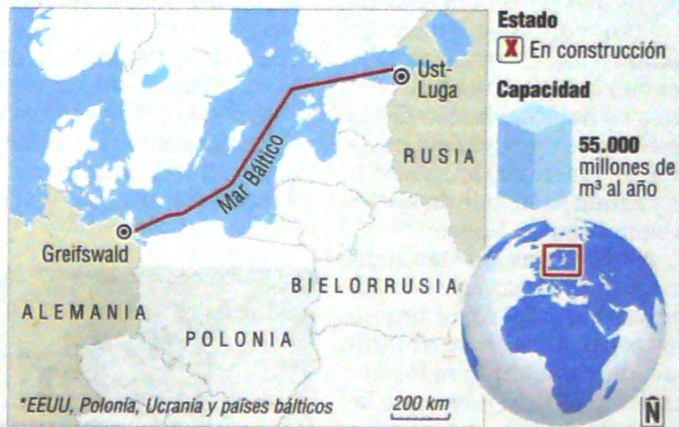 Estado
X En construcción
Capacidad
55.000
millones de
m³ al año
Ust-
Luga
RUSIA
Mar Báltico
Greifswald
ALEMANIA
POLONIA
BIELORRUSIA
*EEUU, Polonia, Ucrania y países bálticos
200 km
N